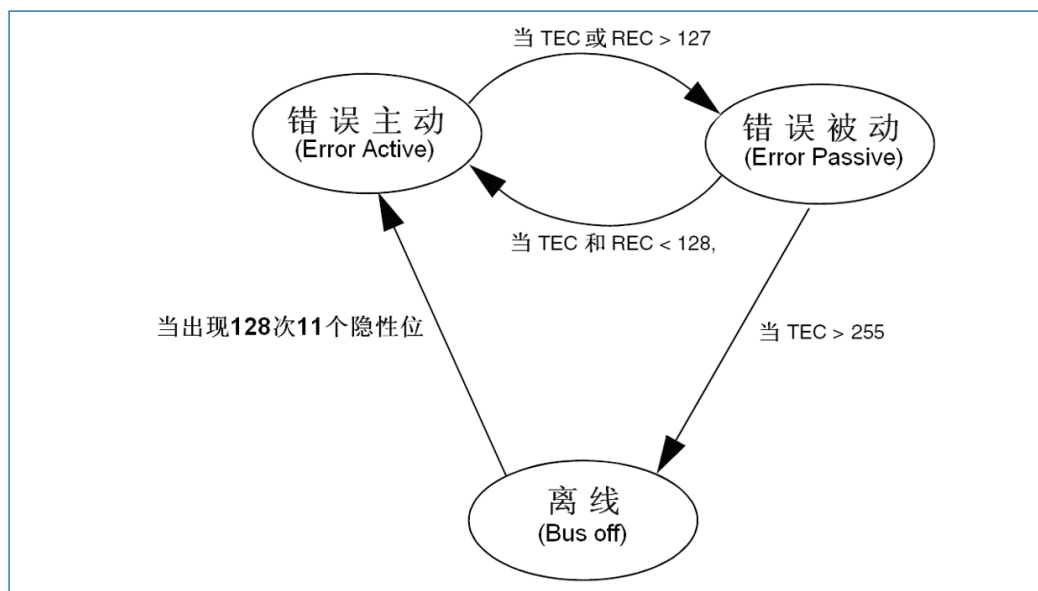 当 TEC 或 REC > 127
错误主动
(Error Active)
错误被动
(Error Passive)
当 TEC 和 REC < 128,
当出现128次11个隐性位
当 TEC > 255
离线
(Bus off)